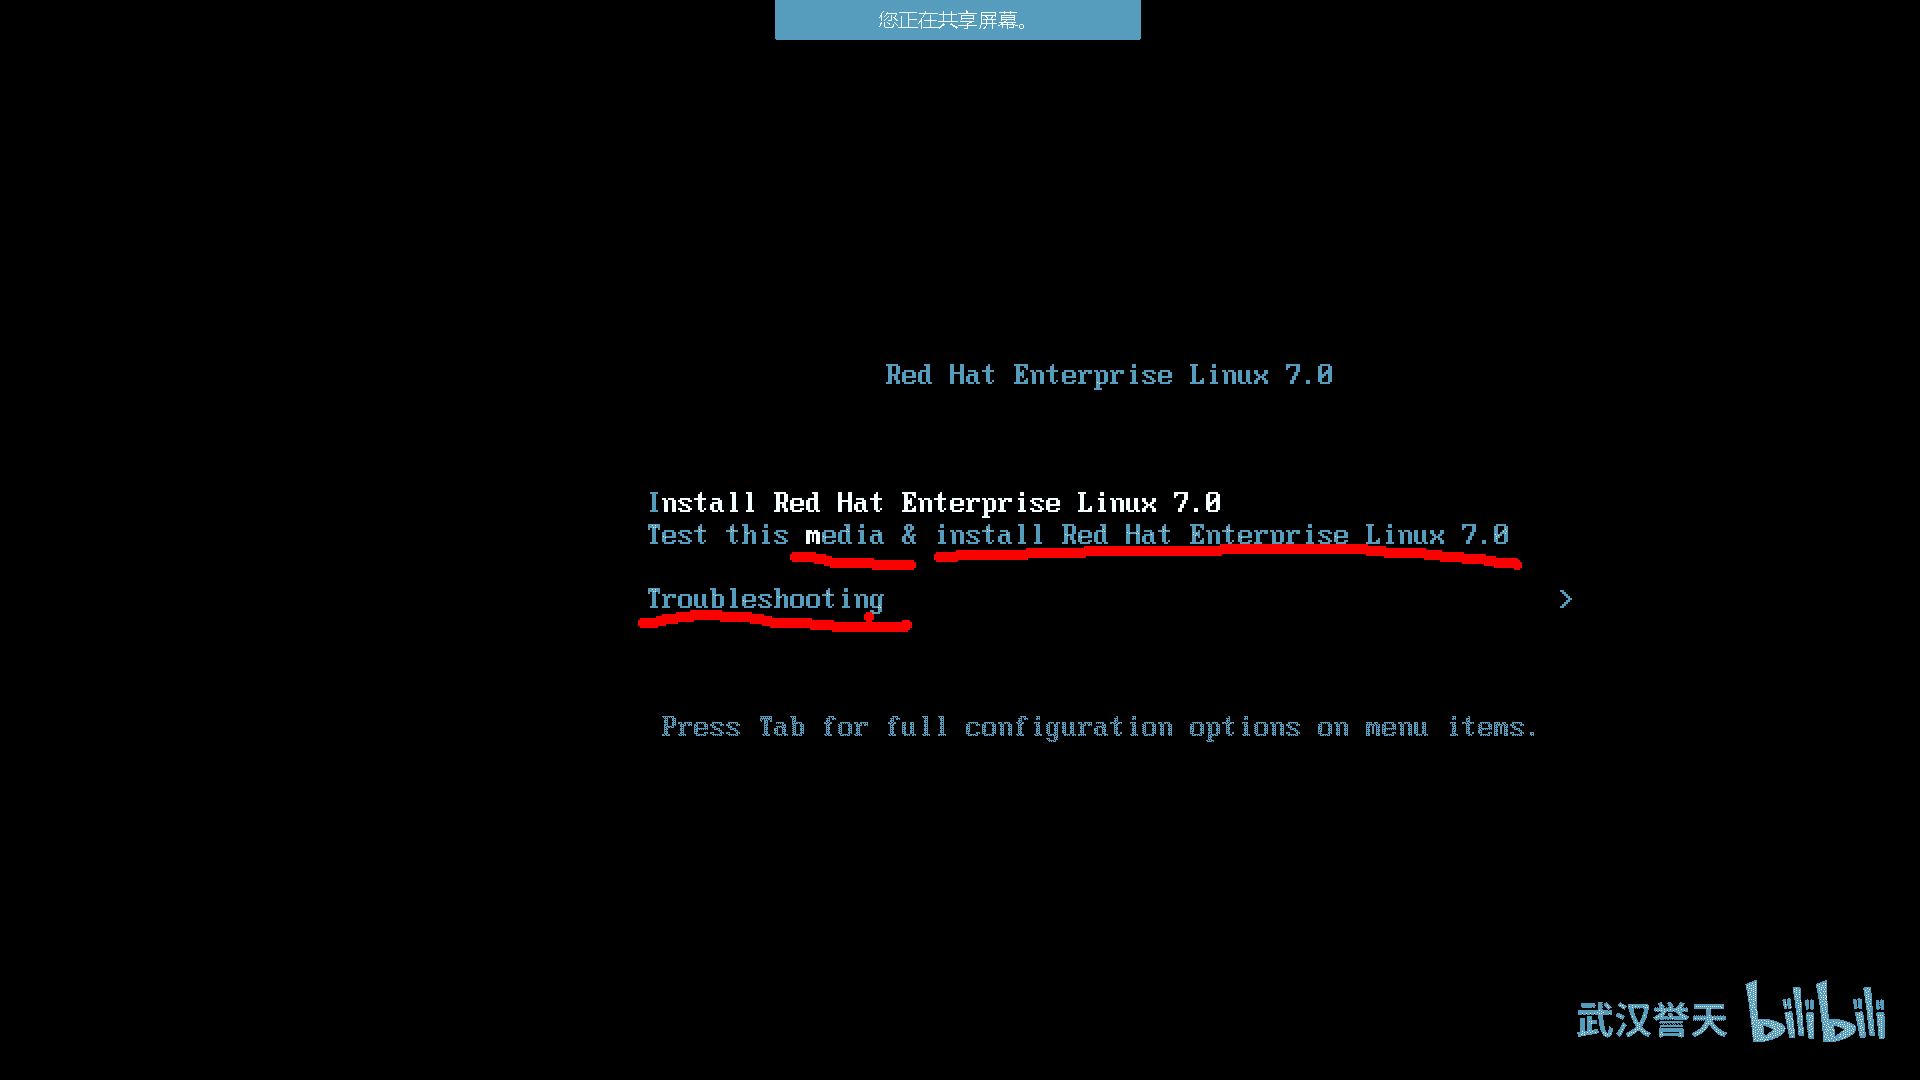 您正在共享屏幕。
Red Hat Enterprise Linux 7.0
Install Red Hat Enterprise Linux 7.0
Test this media & install Red Hat Enterprise Linux 7.0
Troubleshooting >
Press Tab for full configuration options on menu items.
武汉誉天 bilibili